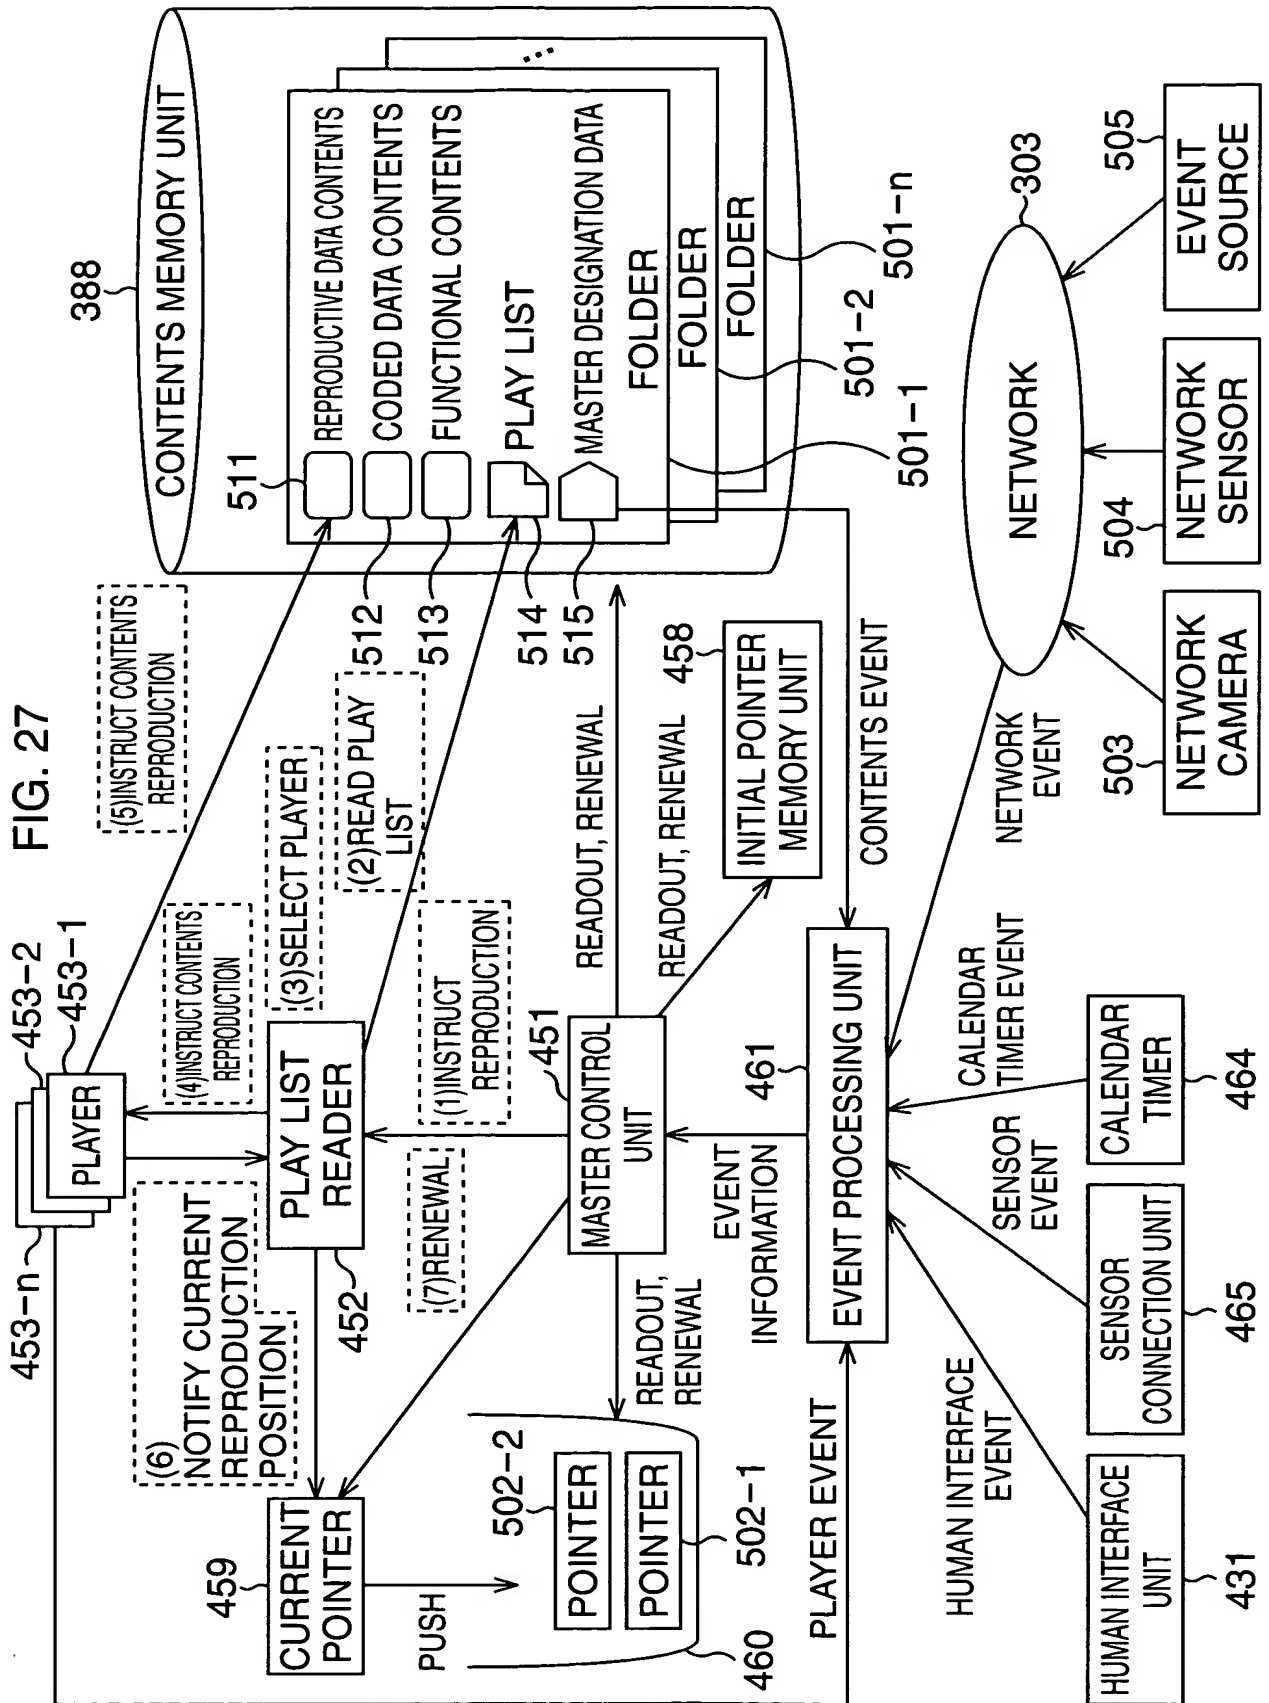 FIG. 27
453-n
453-2
453-1
PLAYER
(5)INSTRUCT CONTENTS
REPRODUCTION
388
CONTENTS MEMORY UNIT
511
REPRODUCTIVE DATA CONTENTS
512
CODED DATA CONTENTS
513
FUNCTIONAL CONTENTS
514
PLAY LIST
515
MASTER DESIGNATION DATA
FOLDER
FOLDER
FOLDER
501-1
501-2
501-n
(6)
NOTIFY CURRENT
REPRODUCTION
POSITION
(4)INSTRUCT CONTENTS
REPRODUCTION
(3)SELECT PLAYER
(2)READ PLAY
LIST
459
CURRENT
POINTER
452
PLAY LIST
READER
(7)RENEWAL
(1)INSTRUCT
REPRODUCTION
PUSH
502-2
POINTER
POINTER
502-1
460
READOUT,
RENEWAL
MASTER CONTROL
UNIT
451
READOUT, RENEWAL
READOUT, RENEWAL
458
INITIAL POINTER
MEMORY UNIT
EVENT
INFORMATION
PLAYER EVENT
EVENT PROCESSING UNIT
461
CONTENTS EVENT
HUMAN INTERFACE
EVENT
SENSOR
EVENT
CALENDAR
TIMER EVENT
NETWORK
EVENT
NETWORK
303
HUMAN INTERFACE
UNIT
431
SENSOR
CONNECTION UNIT
465
CALENDAR
TIMER
464
503
NETWORK
CAMERA
504
NETWORK
SENSOR
505
EVENT
SOURCE